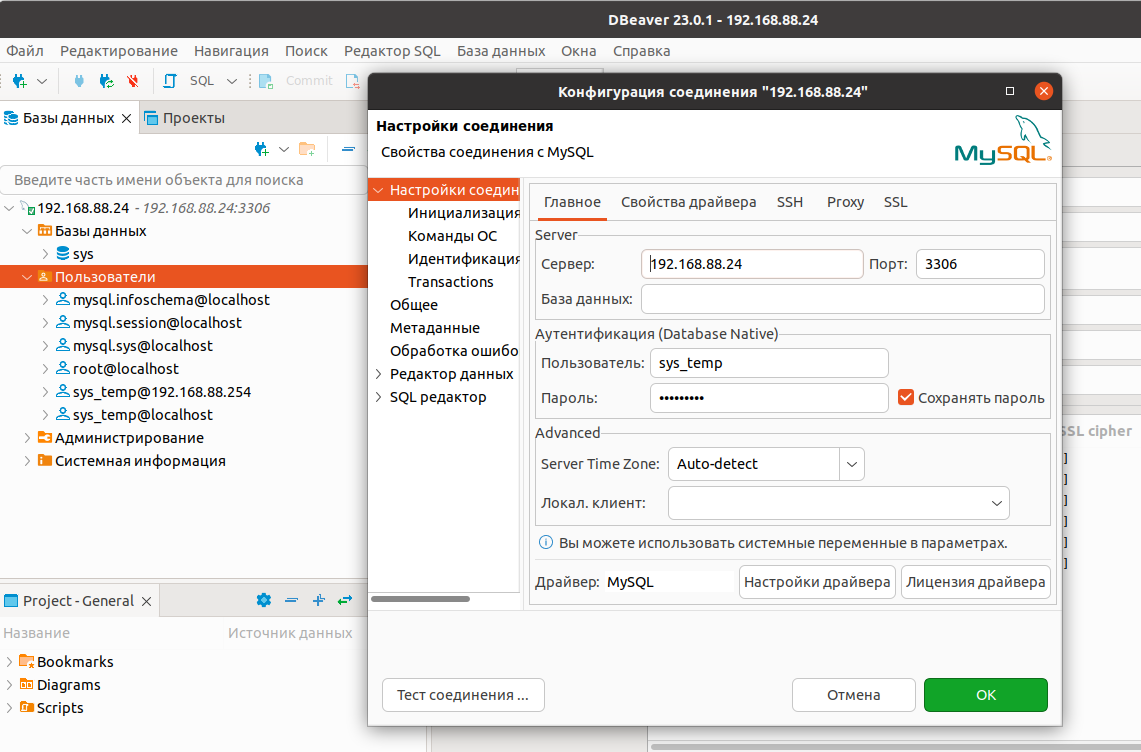 DBeaver 23.0.1 - 192.168.88.24
Файл Редактирование Навигация Поиск Редактор SQL База данных Окна Справка
SQL Commit
Базы данных Проекты
Введите часть имени объекта для поиска
192.168.88.24 - 192.168.88.24:3306
Базы данных
sys
Пользователи
mysql.infoschema@localhost
mysql.session@localhost
mysql.sys@localhost
root@localhost
sys_temp@192.168.88.254
sys_temp@localhost
Администрирование
Системная информация
Project - General
Название Источник данных
Bookmarks
Diagrams
Scripts
Конфигурация соединения "192.168.88.24"
Настройки соединения
Свойства соединения с MySQL
MySQL
Настройки соедин
Инициализация
Команды ОС
Идентификация
Transactions
Общее
Метаданные
Обработка ошибо
Редактор данных
SQL редактор
Главное Свойства драйвера SSH Proxy SSL
Server
Сервер: 192.168.88.24 Порт: 3306
База данных:
Аутентификация (Database Native)
Пользователь: sys_temp
Пароль: ••••••••• Сохранять пароль
Advanced
Server Time Zone: Auto-detect
Локал. клиент:
Вы можете использовать системные переменные в параметрах.
Драйвер: MySQL Настройки драйвера Лицензия драйвера
Тест соединения ... Отмена OK
SSL cipher
]
]
]
]
]
]